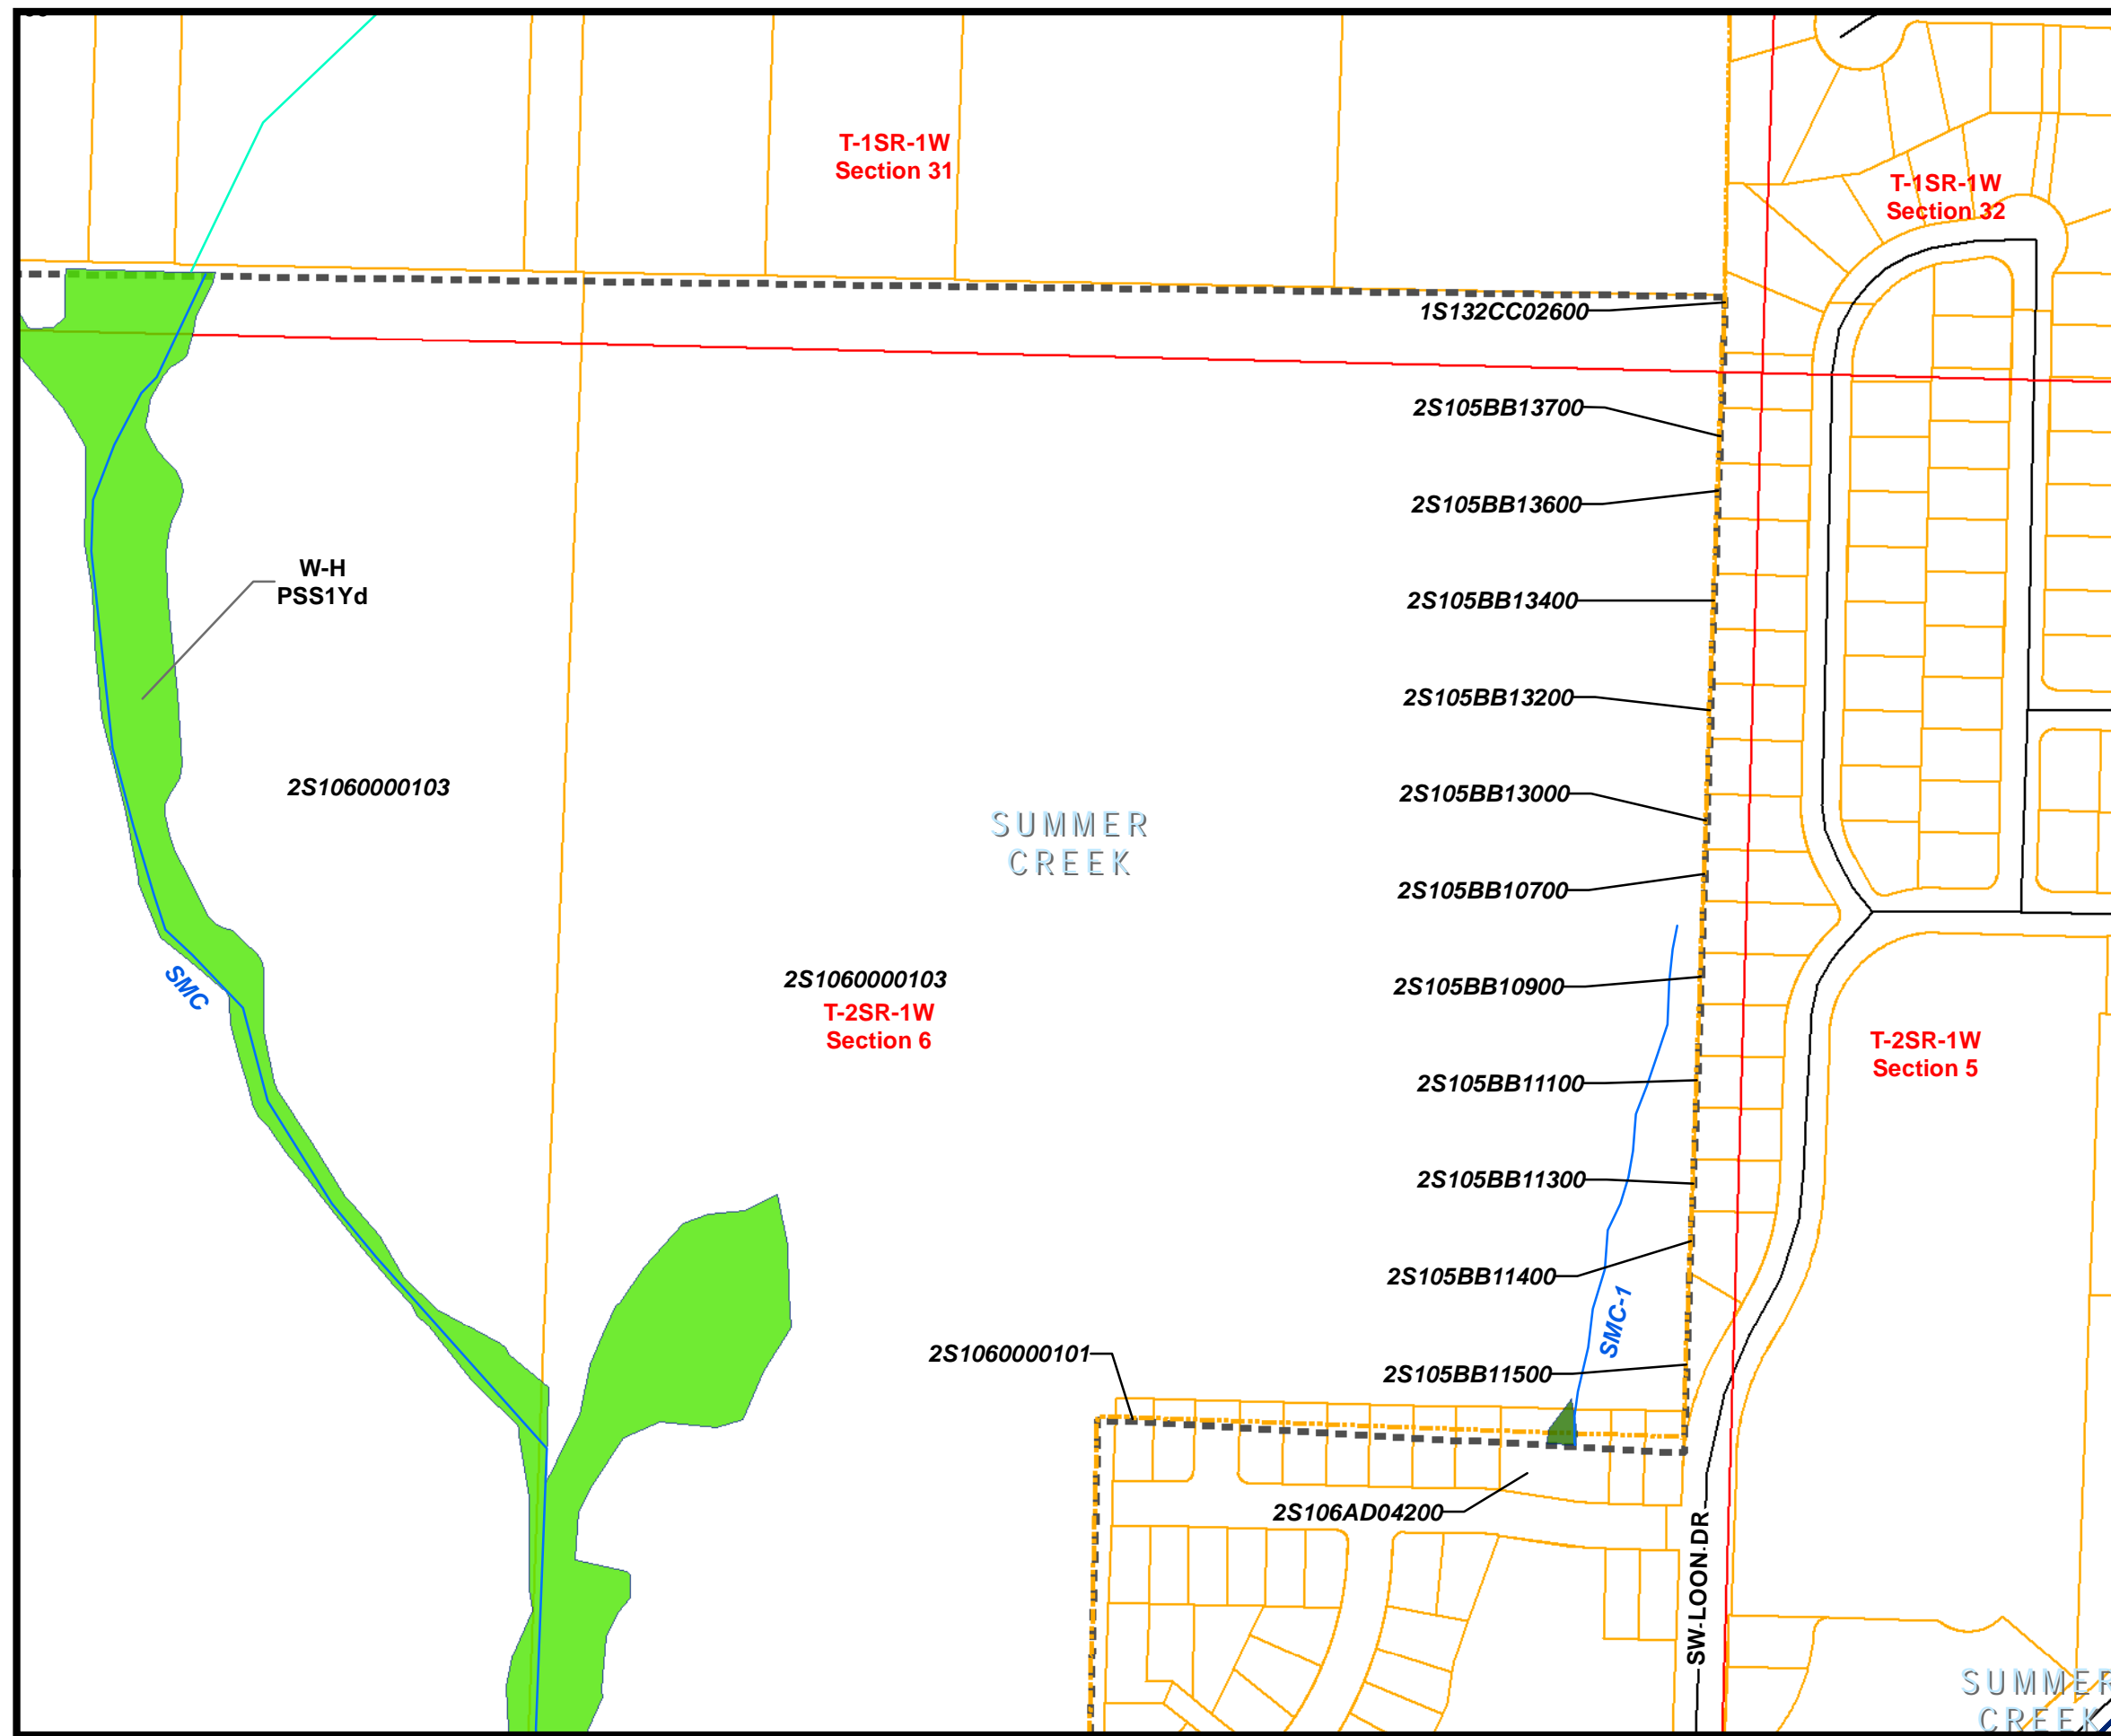 T-1SR-1W
Section 31
T-1SR-1W
Section 32
1S132CC02600
2S105BB13700
2S105BB13600
W-H
PSS1Yd
2S105BB13400
2S105BB13200
2S1060000103
2S105BB13000
SUMMER
CREEK
2S105BB10700
SMC
2S1060000103
T-2SR-1W
Section 6
2S105BB10900
T-2SR-1W
Section 5
2S105BB11100
2S105BB11300
2S105BB11400
SMC-1
2S1060000101
2S105BB11500
2S106AD04200
SW LOON DR
SUMMER
CREEK